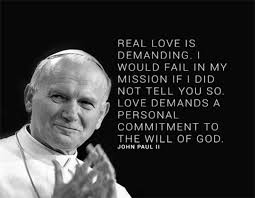 REAL LOVE IS
DEMANDING. I
WOULD FAIL IN MY
MISSION IF I DID
NOT TELL YOU SO.
LOVE DEMANDS A
PERSONAL
COMMITMENT TO
THE WILL OF GOD.
JOHN PAUL II